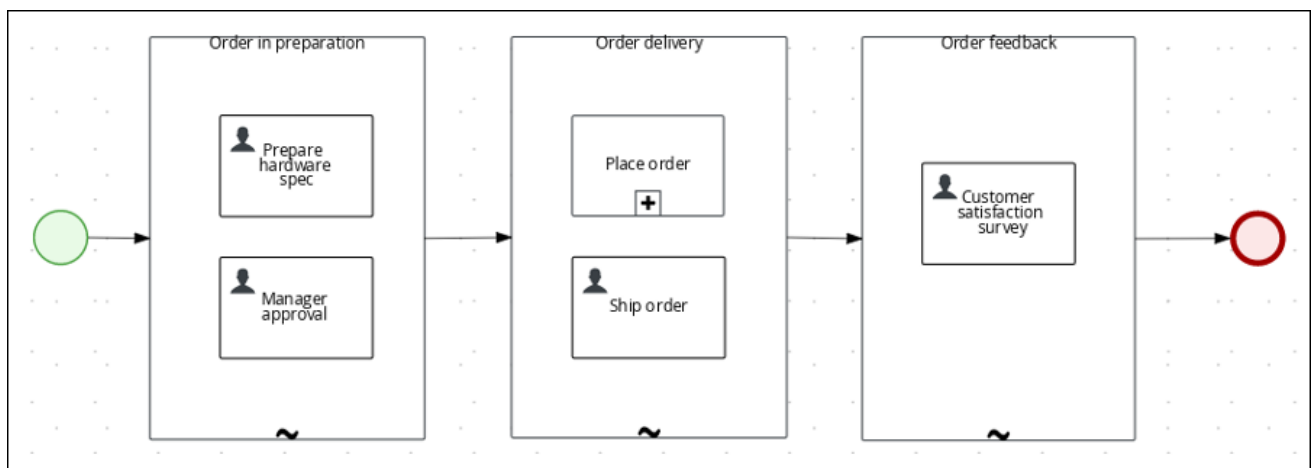 Order in preparation
Order delivery
Order feedback
Prepare
hardware
spec
Manager
approval
Place order
Ship order
Customer
satisfaction
survey